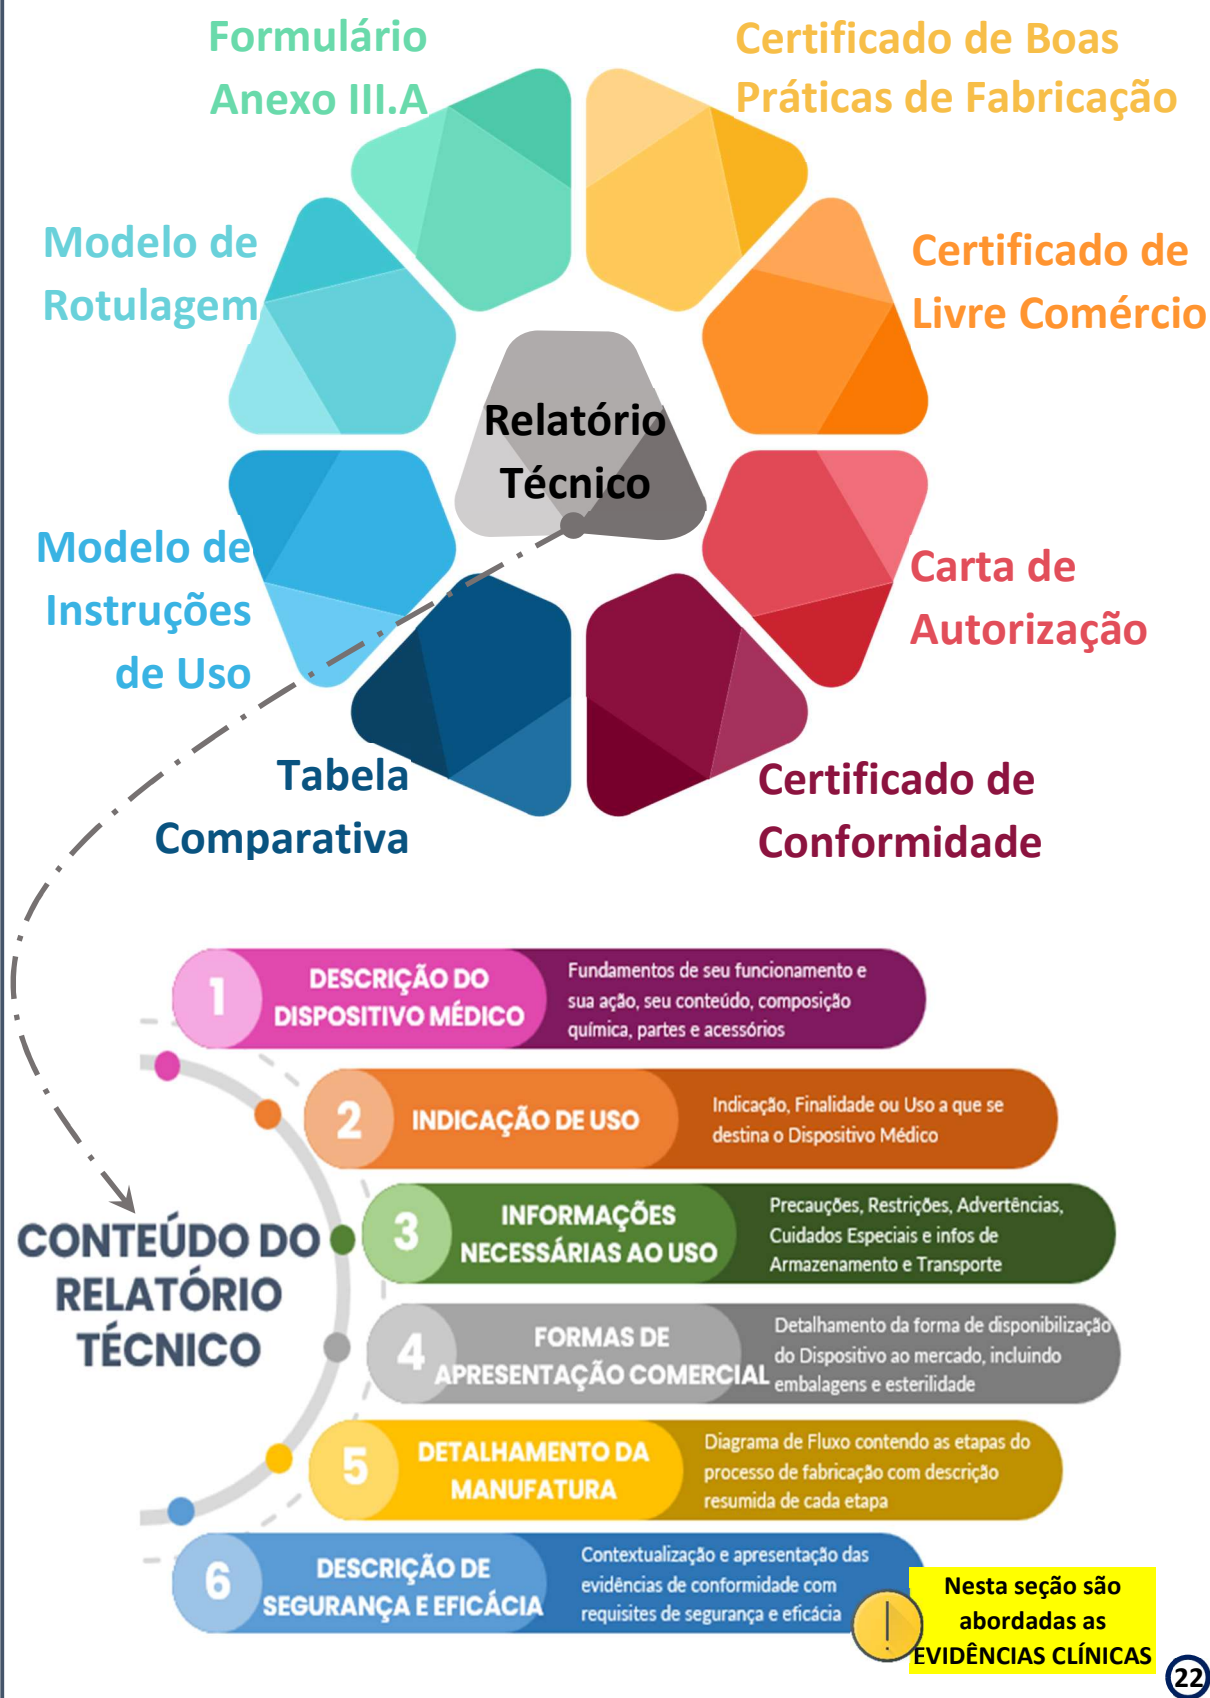 Formulário
Anexo III.A
Certificado de Boas
Práticas de Fabricação
Modelo de
Rotulagem
Certificado de
Livre Comércio
Relatório
Técnico
Modelo de
Instruções
de Uso
Carta de
Autorização
Tabela
Comparativa
Certificado de
Conformidade
1
DESCRIÇÃO DO
DISPOSITIVO MÉDICO
Fundamentos de seu funcionamento e
sua ação, seu conteúdo, composição
química, partes e acessórios
2
INDICAÇÃO DE USO
Indicação, Finalidade ou Uso a que se
destina o Dispositivo Médico
CONTEÚDO DO
RELATÓRIO
TÉCNICO
3
INFORMAÇÕES
NECESSÁRIAS AO USO
Precauções, Restrições, Advertências,
Cuidados Especiais e infos de
Armazenamento e Transporte
4
FORMAS DE
APRESENTAÇÃO COMERCIAL
Detalhamento da forma de disponibilização
do Dispositivo ao mercado, incluindo
embalagens e esterilidade
5
DETALHAMENTO DA
MANUFATURA
Diagrama de Fluxo contendo as etapas do
processo de fabricação com descrição
resumida de cada etapa
6
DESCRIÇÃO DE
SEGURANÇA E EFICÁCIA
Contextualização e apresentação das
evidências de conformidade com
requisites de segurança e eficácia
Nesta seção são
abordadas as
EVIDÊNCIAS CLÍNICAS
22